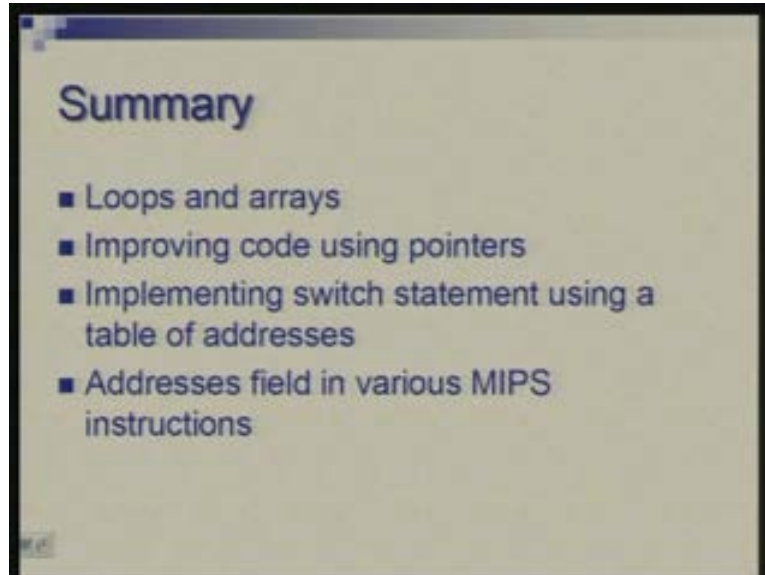 Summary
■ Loops and arrays
■ Improving code using pointers
■ Implementing switch statement using a
table of addresses
■ Addresses field in various MIPS
instructions